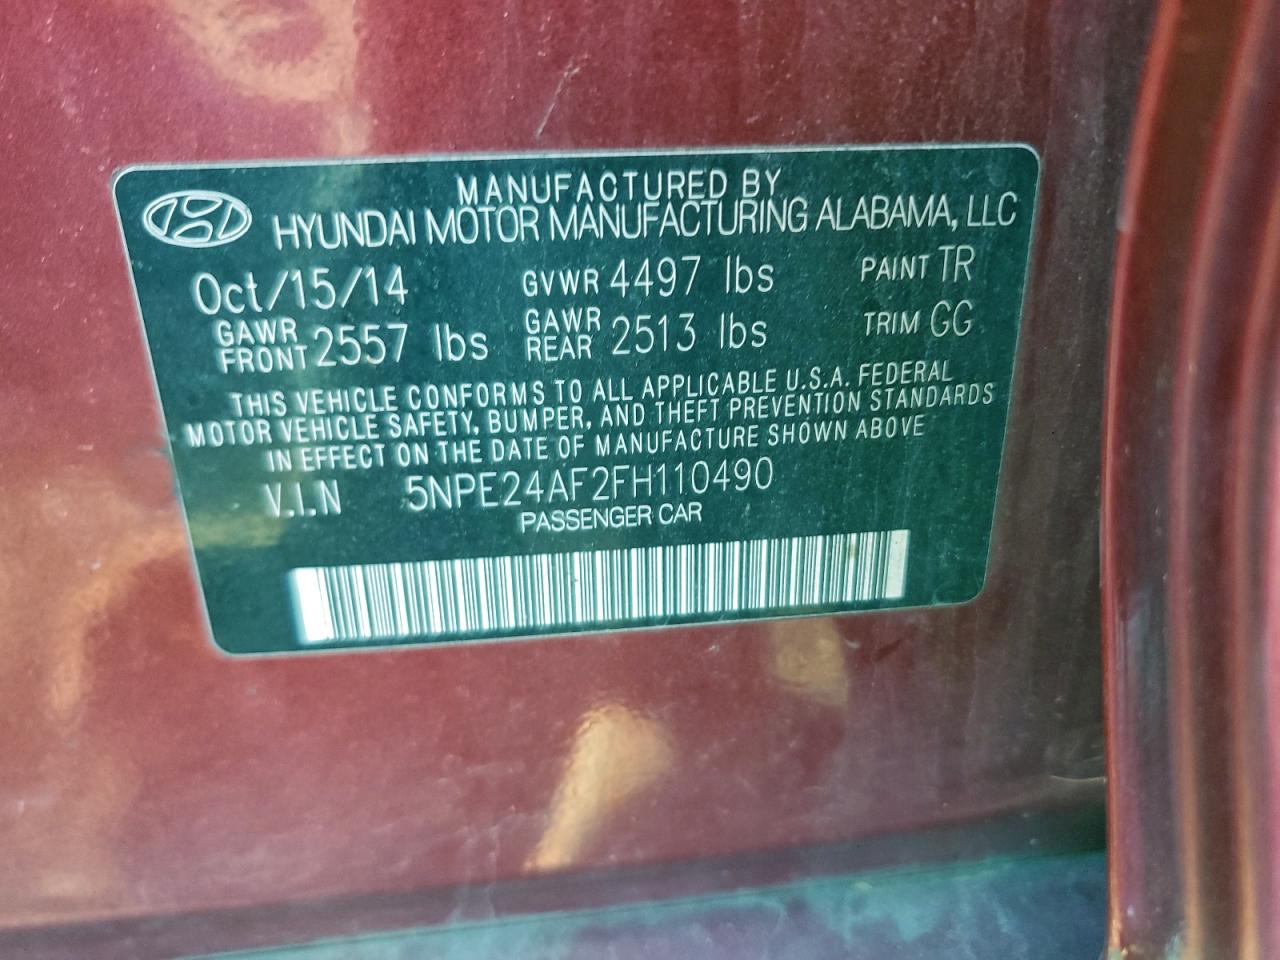 MANUFACTURED BY
HYUNDAI MOTOR MANUFACTURING ALABAMA, LLC
Oct/15/14 GVWR 4497 lbs PAINT TR
GAWR FRONT 2557 lbs GAWR REAR 2513 lbs TRIM GG
THIS VEHICLE CONFORMS TO ALL APPLICABLE U.S.A. FEDERAL
MOTOR VEHICLE SAFETY, BUMPER, AND THEFT PREVENTION STANDARDS
IN EFFECT ON THE DATE OF MANUFACTURE SHOWN ABOVE
V.I.N 5NPE24AF2FH110490
PASSENGER CAR